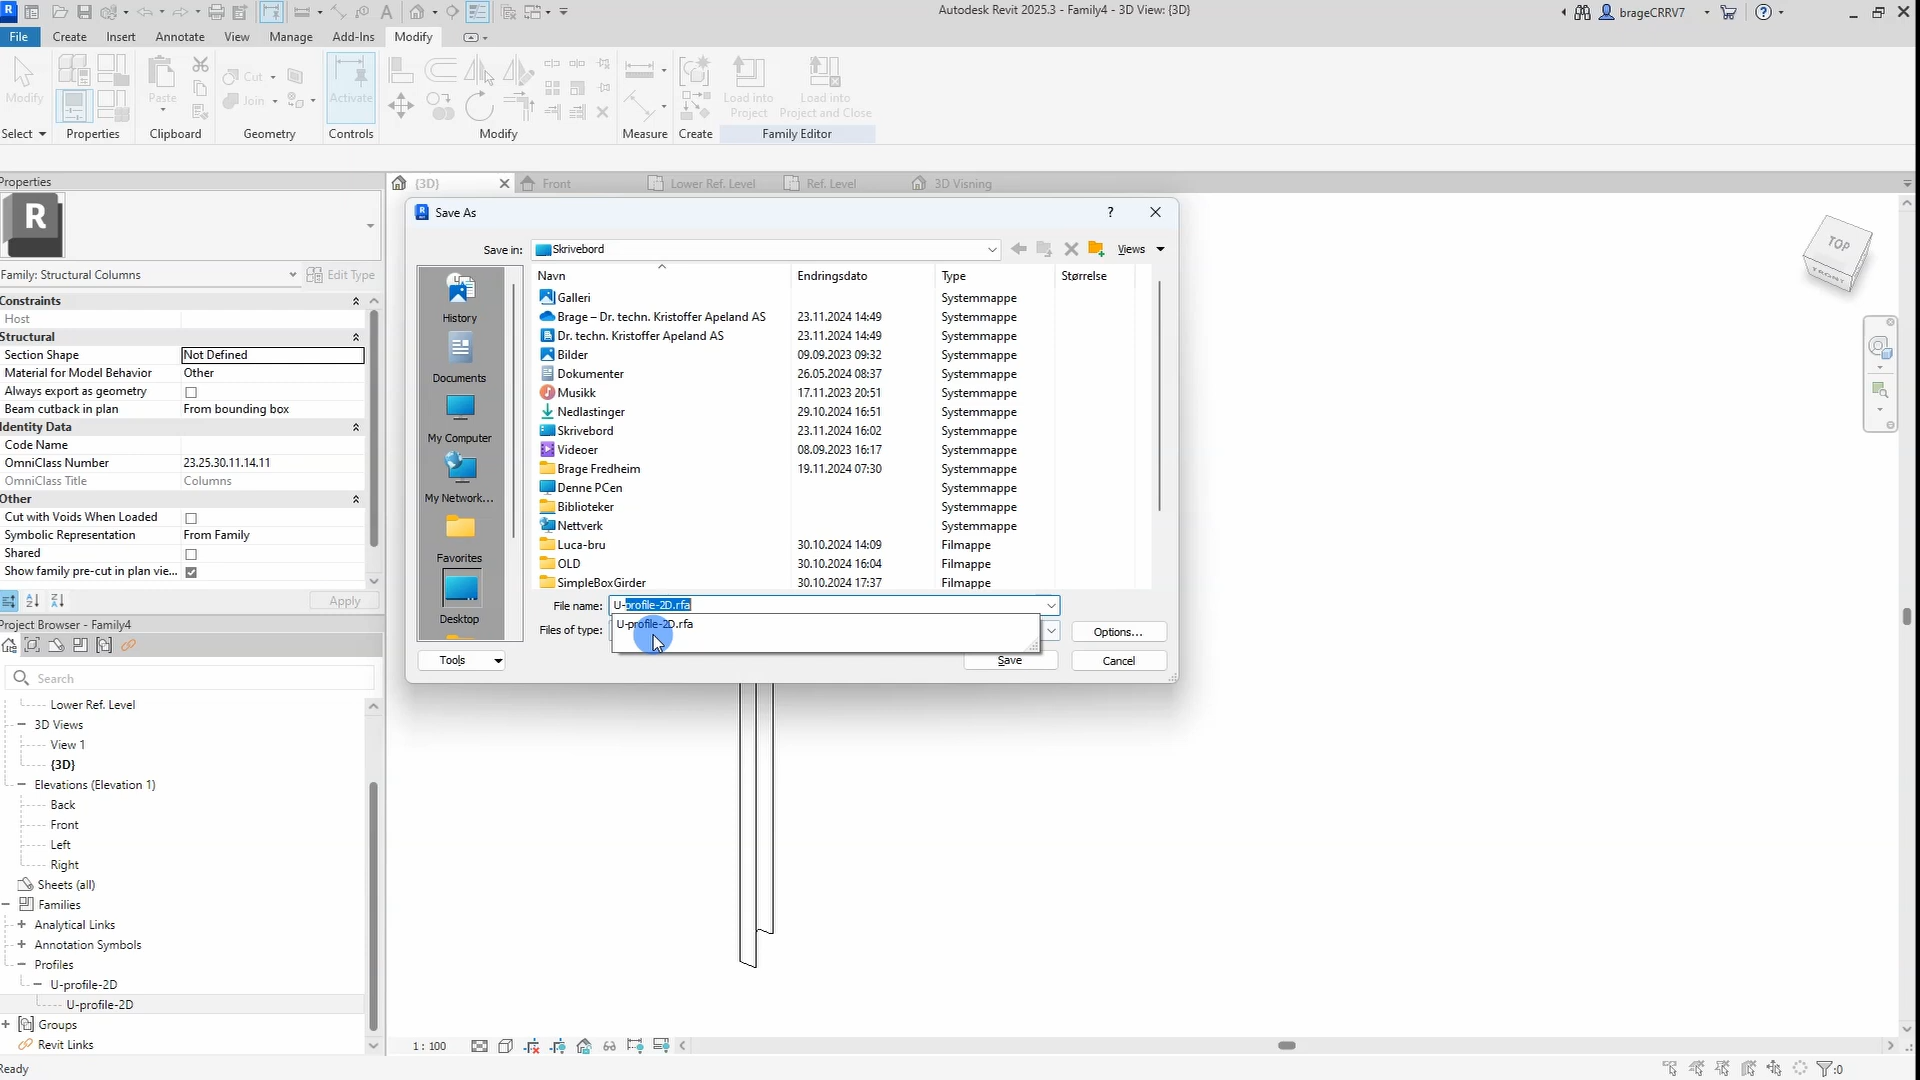 Autodesk Revit 2025.3 - Family4 - 3D View: {3D}
brageCRRV7
File Create Insert Annotate View Manage Add-Ins Modify
Modify
Paste
Cut
Join
Activate
Load into Project
Load into Project and Close
Select Properties Clipboard Geometry Controls Modify Measure Create Family Editor
Properties
R
Family: Structural Columns
Edit Type
Constraints
Host
Structural
Section Shape Not Defined
Material for Model Behavior Other
Always export as geometry
Beam cutback in plan From bounding box
Identity Data
Code Name
OmniClass Number 23.25.30.11.14.11
OmniClass Title Columns
Other
Cut with Voids When Loaded
Symbolic Representation From Family
Shared
Show family pre-cut in plan vie...
Apply
Project Browser - Family4
Search
Lower Ref. Level
3D Views
View 1
{3D}
Elevations (Elevation 1)
Back
Front
Left
Right
Sheets (all)
Families
Analytical Links
Annotation Symbols
Profiles
U-profile-2D
U-profile-2D
Groups
Revit Links
Ready
{3D} Front Lower Ref. Level Ref. Level 3D Visning
Save As
Save in: Skrivebord Views
History
Documents
My Computer
My Network...
Favorites
Desktop
Navn Endringsdato Type Størrelse
Galleri Systemmappe
Brage – Dr. techn. Kristoffer Apeland AS 23.11.2024 14:49 Systemmappe
Dr. techn. Kristoffer Apeland AS 23.11.2024 14:49 Systemmappe
Bilder 09.09.2023 09:32 Systemmappe
Dokumenter 26.05.2024 08:37 Systemmappe
Musikk 17.11.2023 20:51 Systemmappe
Nedlastinger 29.10.2024 16:51 Systemmappe
Skrivebord 23.11.2024 16:02 Systemmappe
Videoer 08.09.2023 16:17 Systemmappe
Brage Fredheim 19.11.2024 07:30 Systemmappe
Denne PCen Systemmappe
Biblioteker Systemmappe
Nettverk Systemmappe
Luca-bru 30.10.2024 14:09 Filmappe
OLD 30.10.2024 16:04 Filmappe
SimpleBoxGirder 30.10.2024 17:37 Filmappe
File name: U-profile-2D.rfa
U-profile-2D.rfa
Files of type:
Options...
Tools Save Cancel
TOP
FRONT
1 : 100
:0